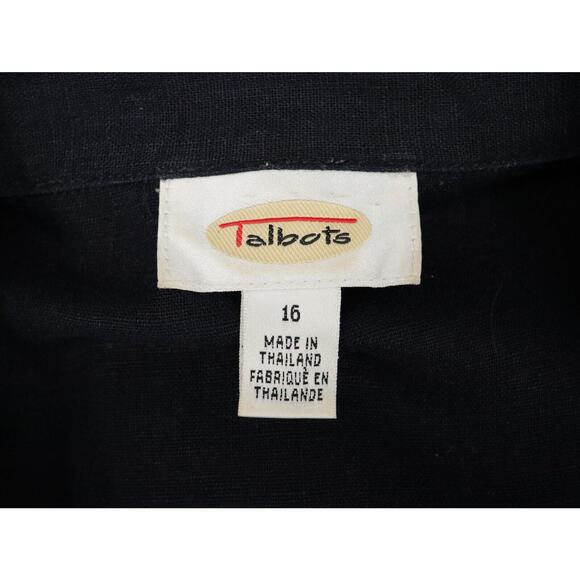 Talbots
16
MADE IN
THAILAND
FABRIQUÈ EN
THAILANDE